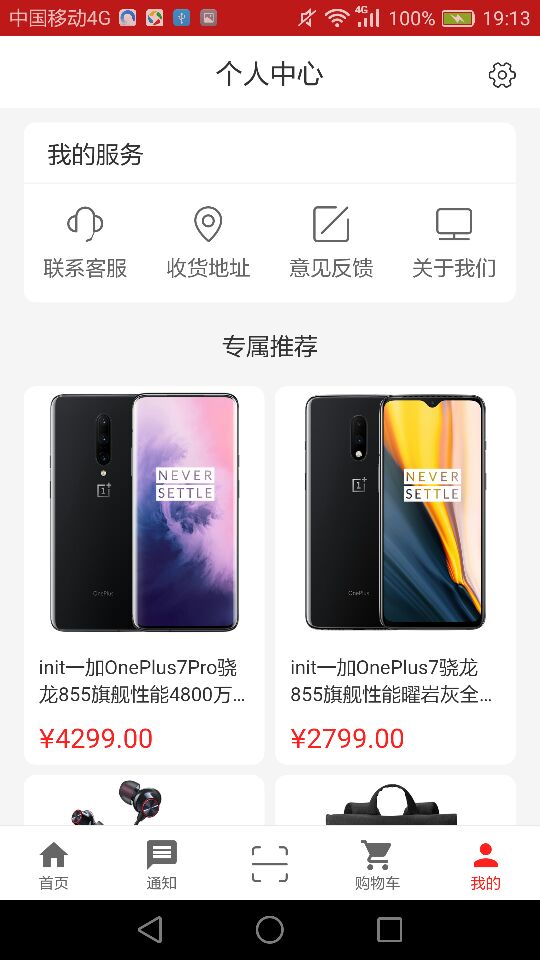 中国移动4G 4G 100% 19:13
个人中心
我的服务
联系客服 收货地址 意见反馈 关于我们
专属推荐
NEVER
SETTLE
OnePlus
NEVER
SETTLE
OnePlus
init一加OnePlus7Pro骁
龙855旗舰性能4800万...
¥4299.00
init一加OnePlus7骁龙
855旗舰性能曜岩灰全...
¥2799.00
首页 通知 购物车 我的